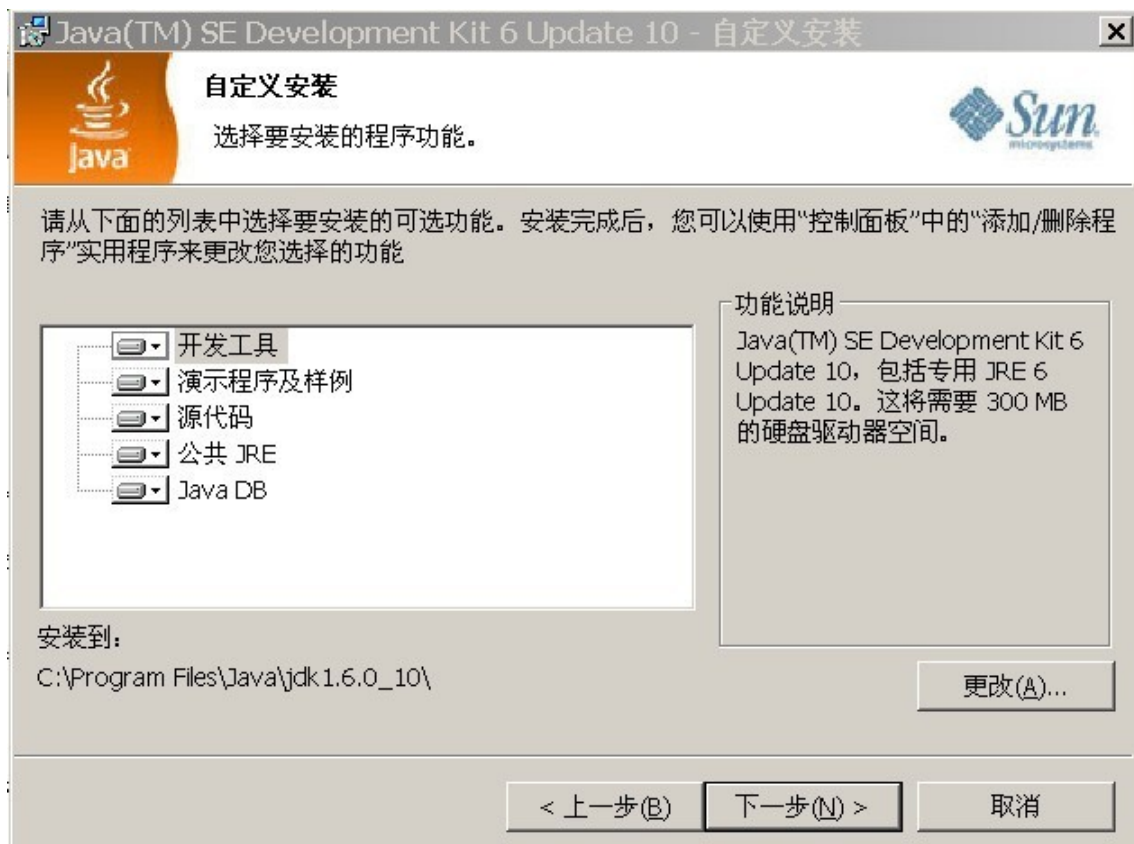 Java(TM) SE Development Kit 6 Update 10 - 自定义安装
自定义安装
选择要安装的程序功能。
Java
Sun
microsystems
请从下面的列表中选择要安装的可选功能。安装完成后，您可以使用“控制面板”中的“添加/删除程
序”实用程序来更改您选择的功能
开发工具
演示程序及样例
源代码
公共 JRE
Java DB
功能说明
Java(TM) SE Development Kit 6
Update 10，包括专用 JRE 6
Update 10。这将需要 300 MB
的硬盘驱动器空间。
安装到：
C:\Program Files\Java\jdk1.6.0_10\
更改(A)...
< 上一步(B)
下一步(N) >
取消